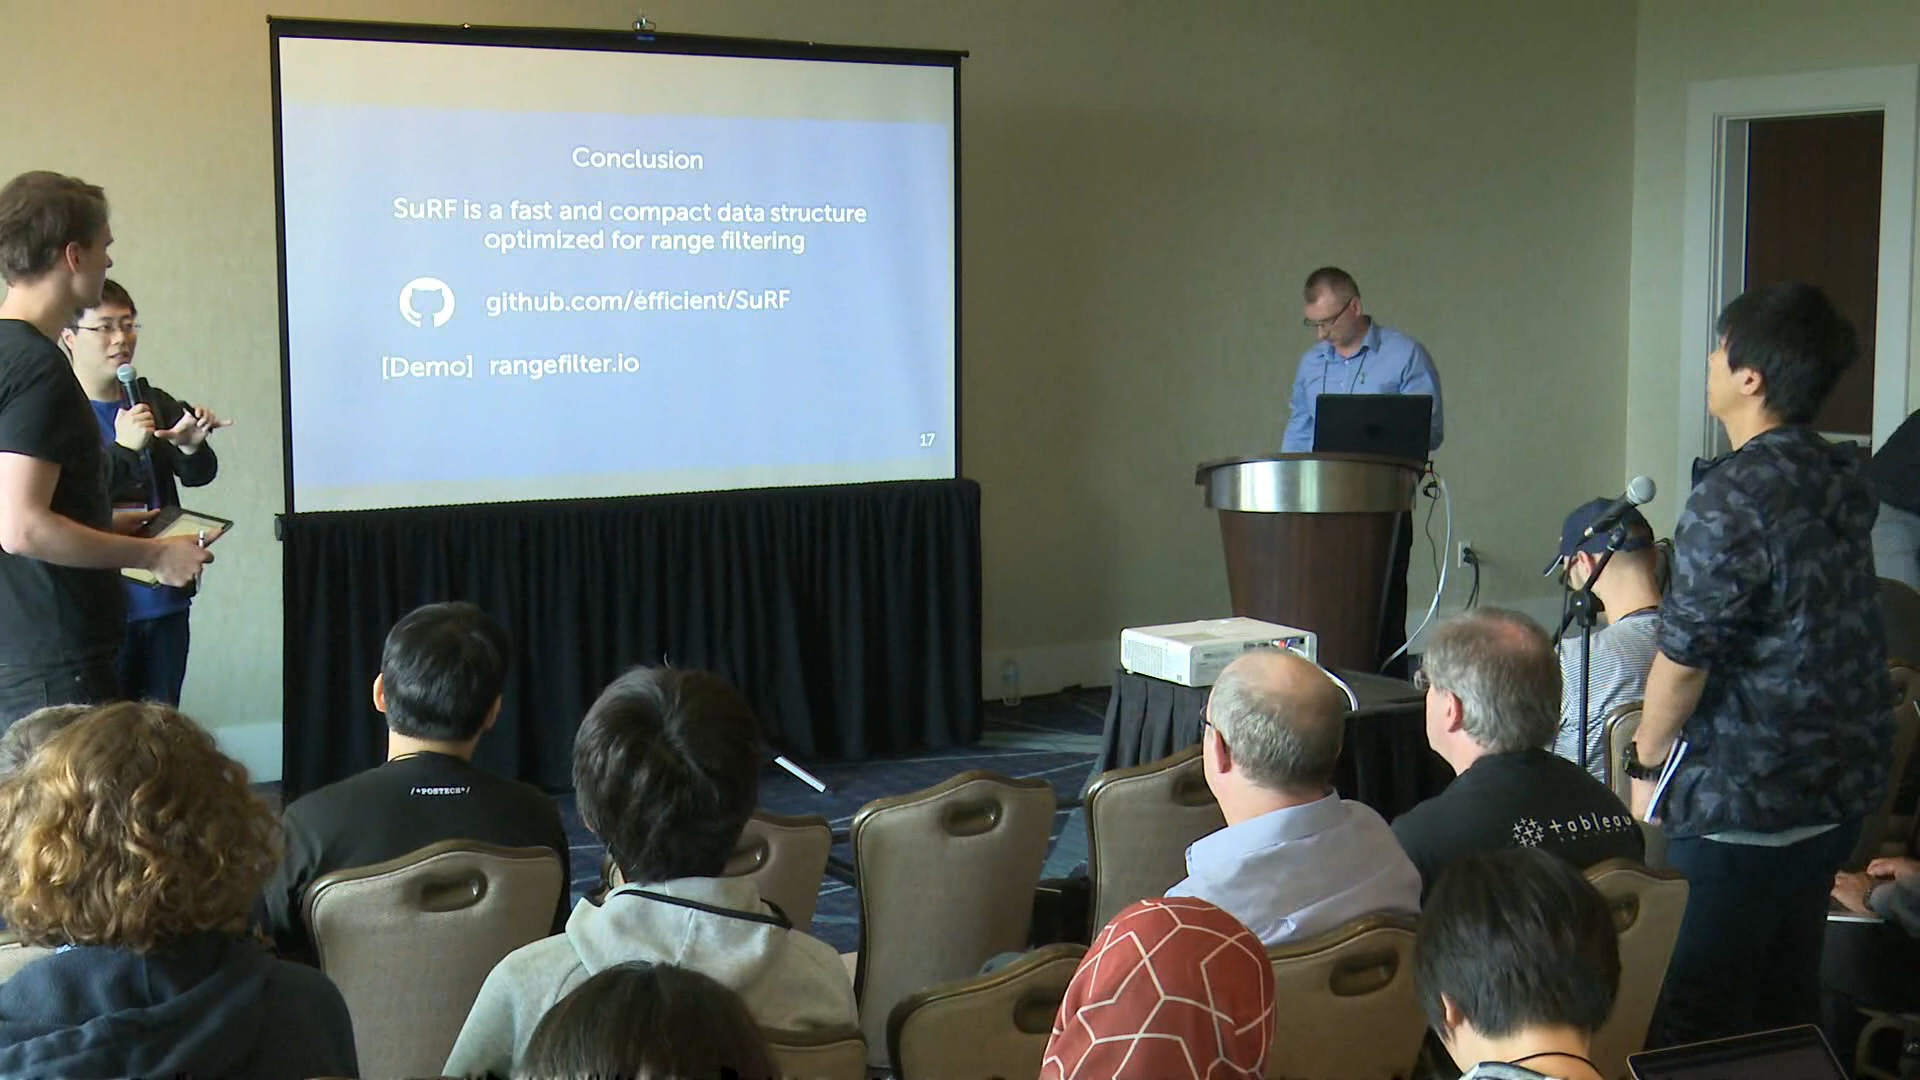 Conclusion
SuRF is a fast and compact data structure
optimized for range filtering
github.com/efficient/SuRF
[Demo] rangefilter.io
17
/*POSTECH*/
+ableau